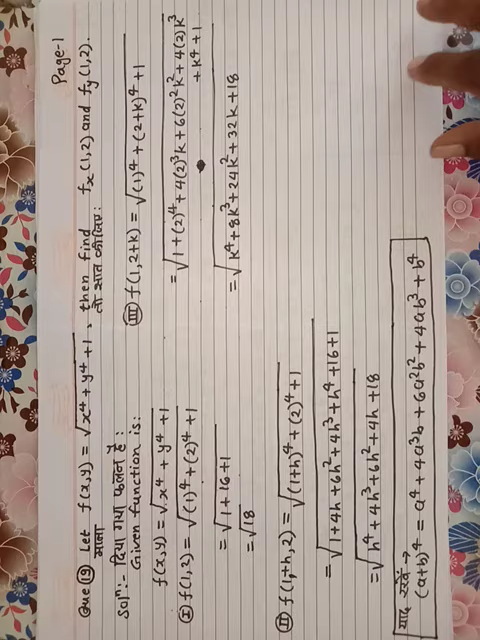 Page-1
Que (19) Let f(x,y) = √x⁴ + y⁴ + 1 , then find fx (1,2) and fy (1,2).
माना तो ज्ञात कीजिए :
Solⁿ:- दिया गया फलन है :
Given function is :
f(x,y) = √x⁴ + y⁴ + 1
(I) f(1,2) = √(1)⁴ + (2)⁴ + 1
= √1 + 16 + 1
= √18
(II) f(1+h,2) = √(1+h)⁴ + (2)⁴ + 1
= √1 + 4h + 6h² + 4h³ + h⁴ + 16 + 1
= √h⁴ + 4h³ + 6h² + 4h + 18
(III) f(1,2+k) = √(1)⁴ + (2+k)⁴ + 1
= √1 + (2)⁴ + 4(2)³k + 6(2)²k² + 4(2)k³
+ k⁴ + 1
= √k⁴ + 8k³ + 24k² + 32k + 18
याद रखें →
(a+b)⁴ = a⁴ + 4a³b + 6a²b² + 4ab³ + b⁴